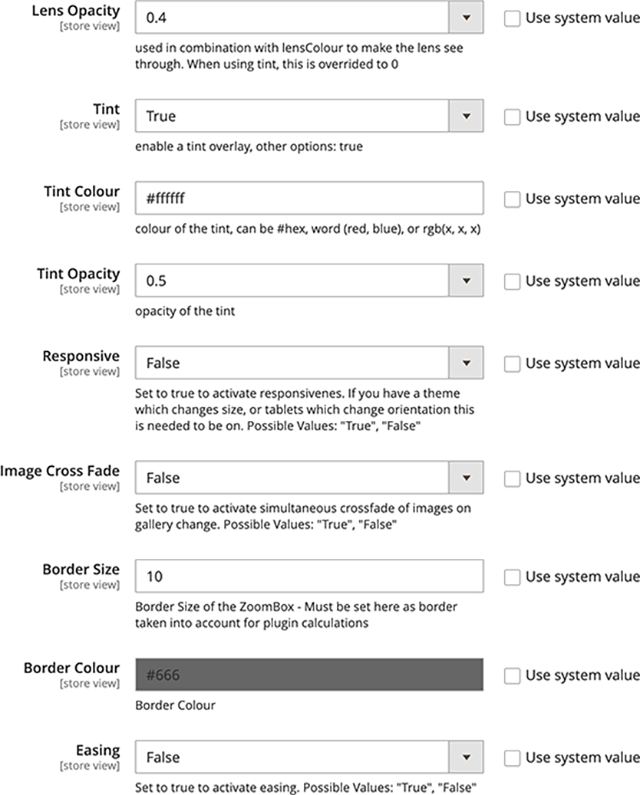 Lens Opacity 0.4 Use system value
[store view]
used in combination with lensColour to make the lens see
through. When using tint, this is overrided to 0
Tint True Use system value
[store view]
enable a tint overlay, other options: true
Tint Colour #ffffff Use system value
[store view]
colour of the tint, can be #hex, word (red, blue), or rgb(x, x, x)
Tint Opacity 0.5 Use system value
[store view]
opacity of the tint
Responsive False Use system value
[store view]
Set to true to activate responsivenes. If you have a theme
which changes size, or tablets which change orientation this
is needed to be on. Possible Values: "True", "False"
Image Cross Fade False Use system value
[store view]
Set to true to activate simultaneous crossfade of images on
gallery change. Possible Values: "True", "False"
Border Size 10 Use system value
[store view]
Border Size of the ZoomBox - Must be set here as border
taken into account for plugin calculations
Border Colour #666 Use system value
[store view]
Border Colour
Easing False Use system value
[store view]
Set to true to activate easing. Possible Values: "True", "False"